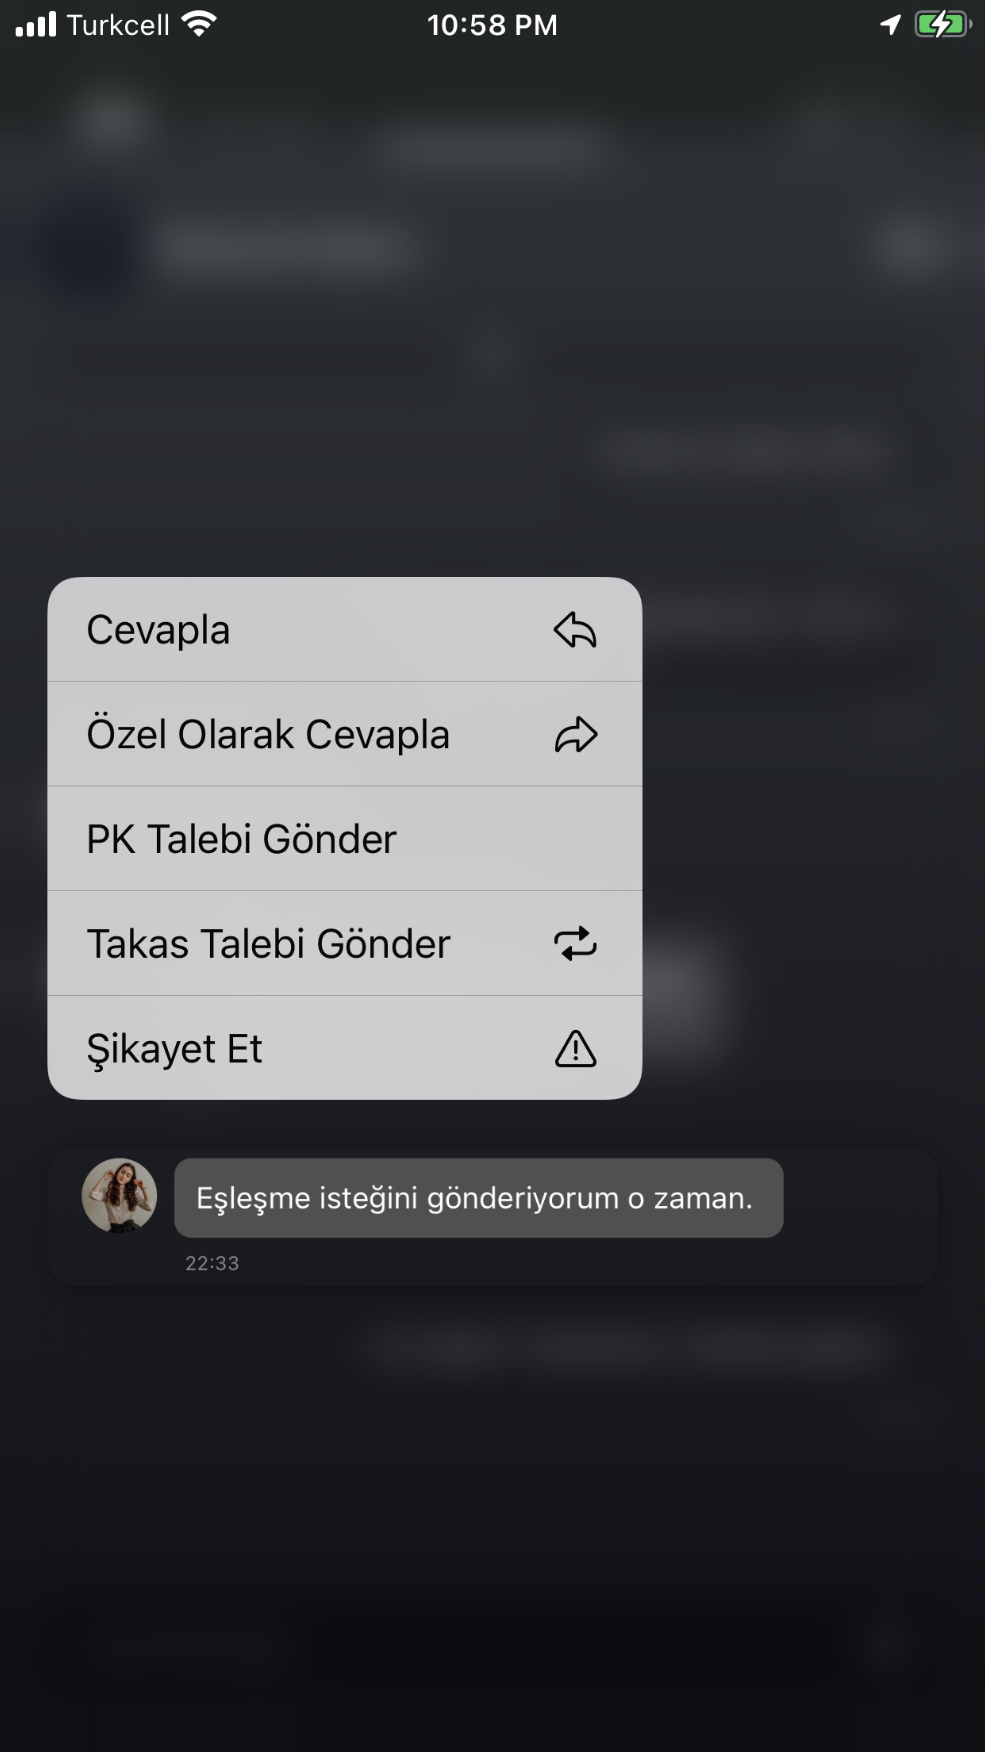 Turkcell 10:58 PM
Cevapla
Özel Olarak Cevapla
PK Talebi Gönder
Takas Talebi Gönder
Şikayet Et
Eşleşme isteğini gönderiyorum o zaman.
22:33